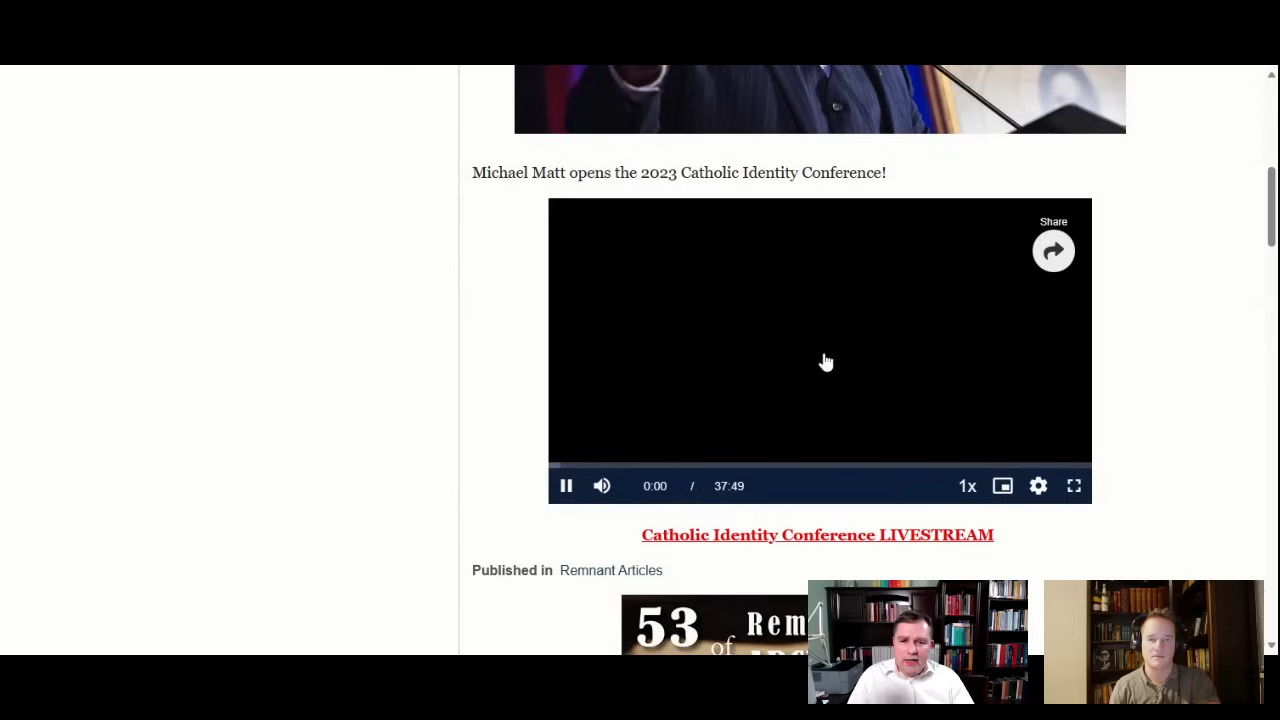 Michael Matt opens the 2023 Catholic Identity Conference!
Share
0:00 / 37:49 1x
Catholic Identity Conference LIVESTREAM
Published in Remnant Articles
53
of